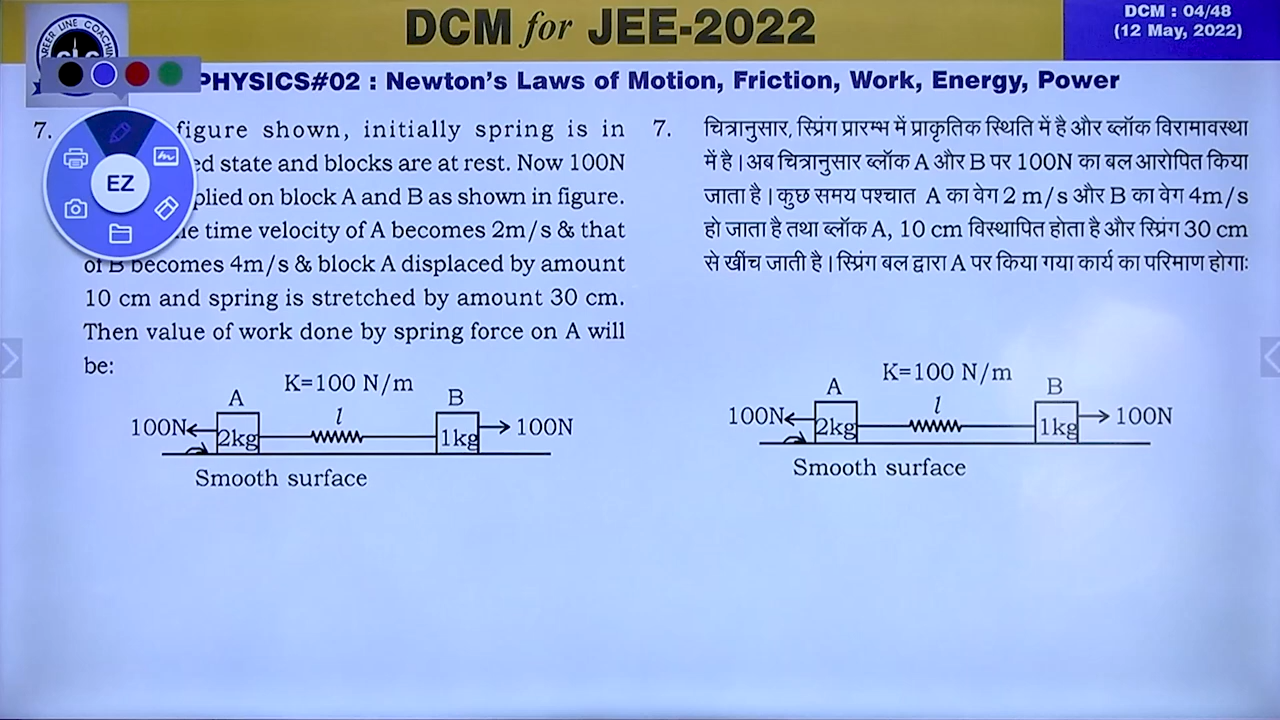 DCM for JEE-2022
DCM : 04/48
(12 May, 2022)
PHYSICS#02 : Newton's Laws of Motion, Friction, Work, Energy, Power
7. figure shown, initially spring is in
state and blocks are at rest. Now 100N
on block A and B as shown in figure.
time velocity of A becomes 2m/s & that
of B becomes 4m/s & block A displaced by amount
10 cm and spring is stretched by amount 30 cm.
Then value of work done by spring force on A will
be:
K=100 N/m
A
l
B
100N
2kg
1kg
100N
Smooth surface
7. चित्रानुसार, स्प्रिंग प्रारम्भ में प्राकृतिक स्थिति में है और ब्लॉक विरामावस्था
में है। अब चित्रानुसार ब्लॉक A और B पर 100N का बल आरोपित किया
जाता है। कुछ समय पश्चात A का वेग 2 m/s और B का वेग 4m/s
हो जाता है तथा ब्लॉक A, 10 cm विस्थापित होता है और स्प्रिंग 30 cm
से खींच जाती है। स्प्रिंग बल द्वारा A पर किया गया कार्य का परिमाण होगाः
K=100 N/m
A
l
B
100N
2kg
1kg
100N
Smooth surface
EZ